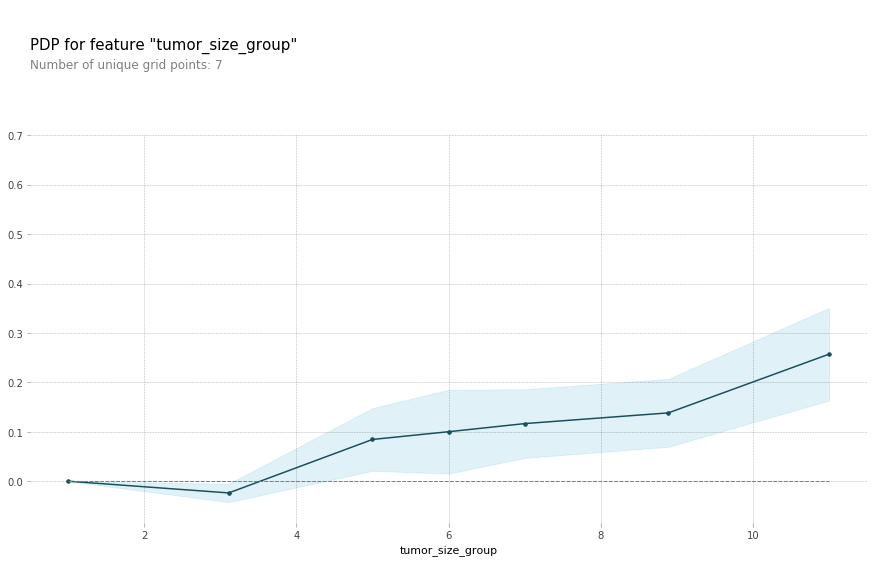 PDP for feature "tumor_size_group"
Number of unique grid points: 7
0.7
0.6
0.5
0.4
0.3
0.2
0.1
0.0
2 4 6 8 10
tumor_size_group